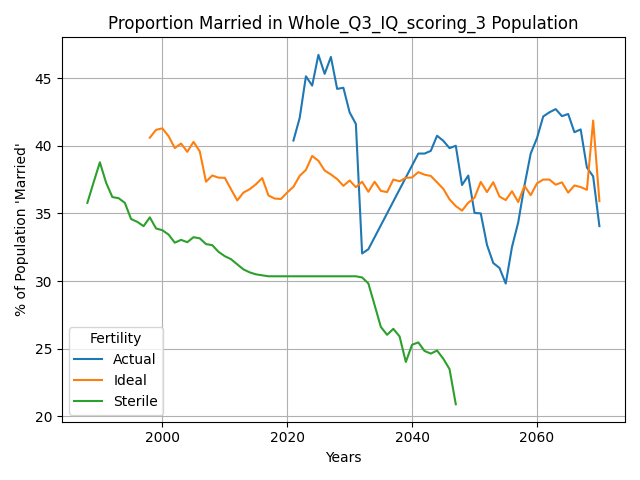 Proportion Married in Whole_Q3_IQ_scoring_3 Population
% of Population 'Married'
45
40
35
30
25
20
Fertility
Actual
Ideal
Sterile
2000
2020
2040
2060
Years